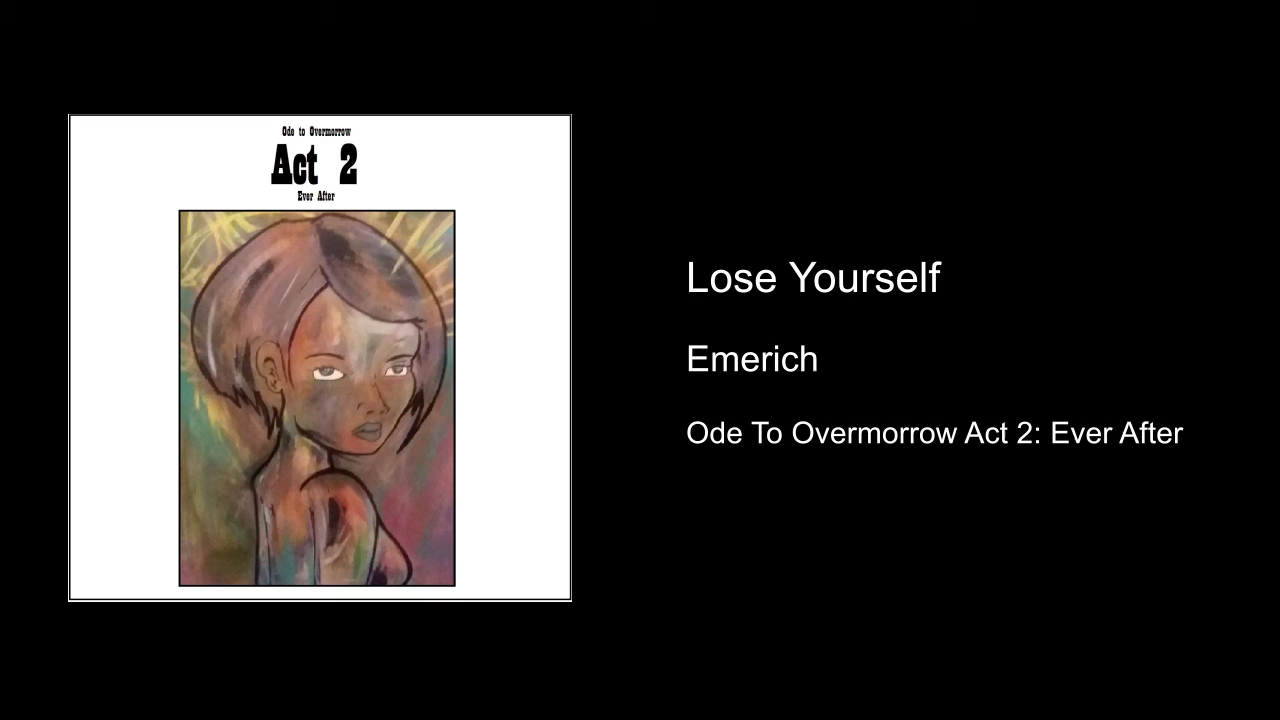 Ode to Overmorrow
Act 2
Ever After
Lose Yourself
Emerich
Ode To Overmorrow Act 2: Ever After